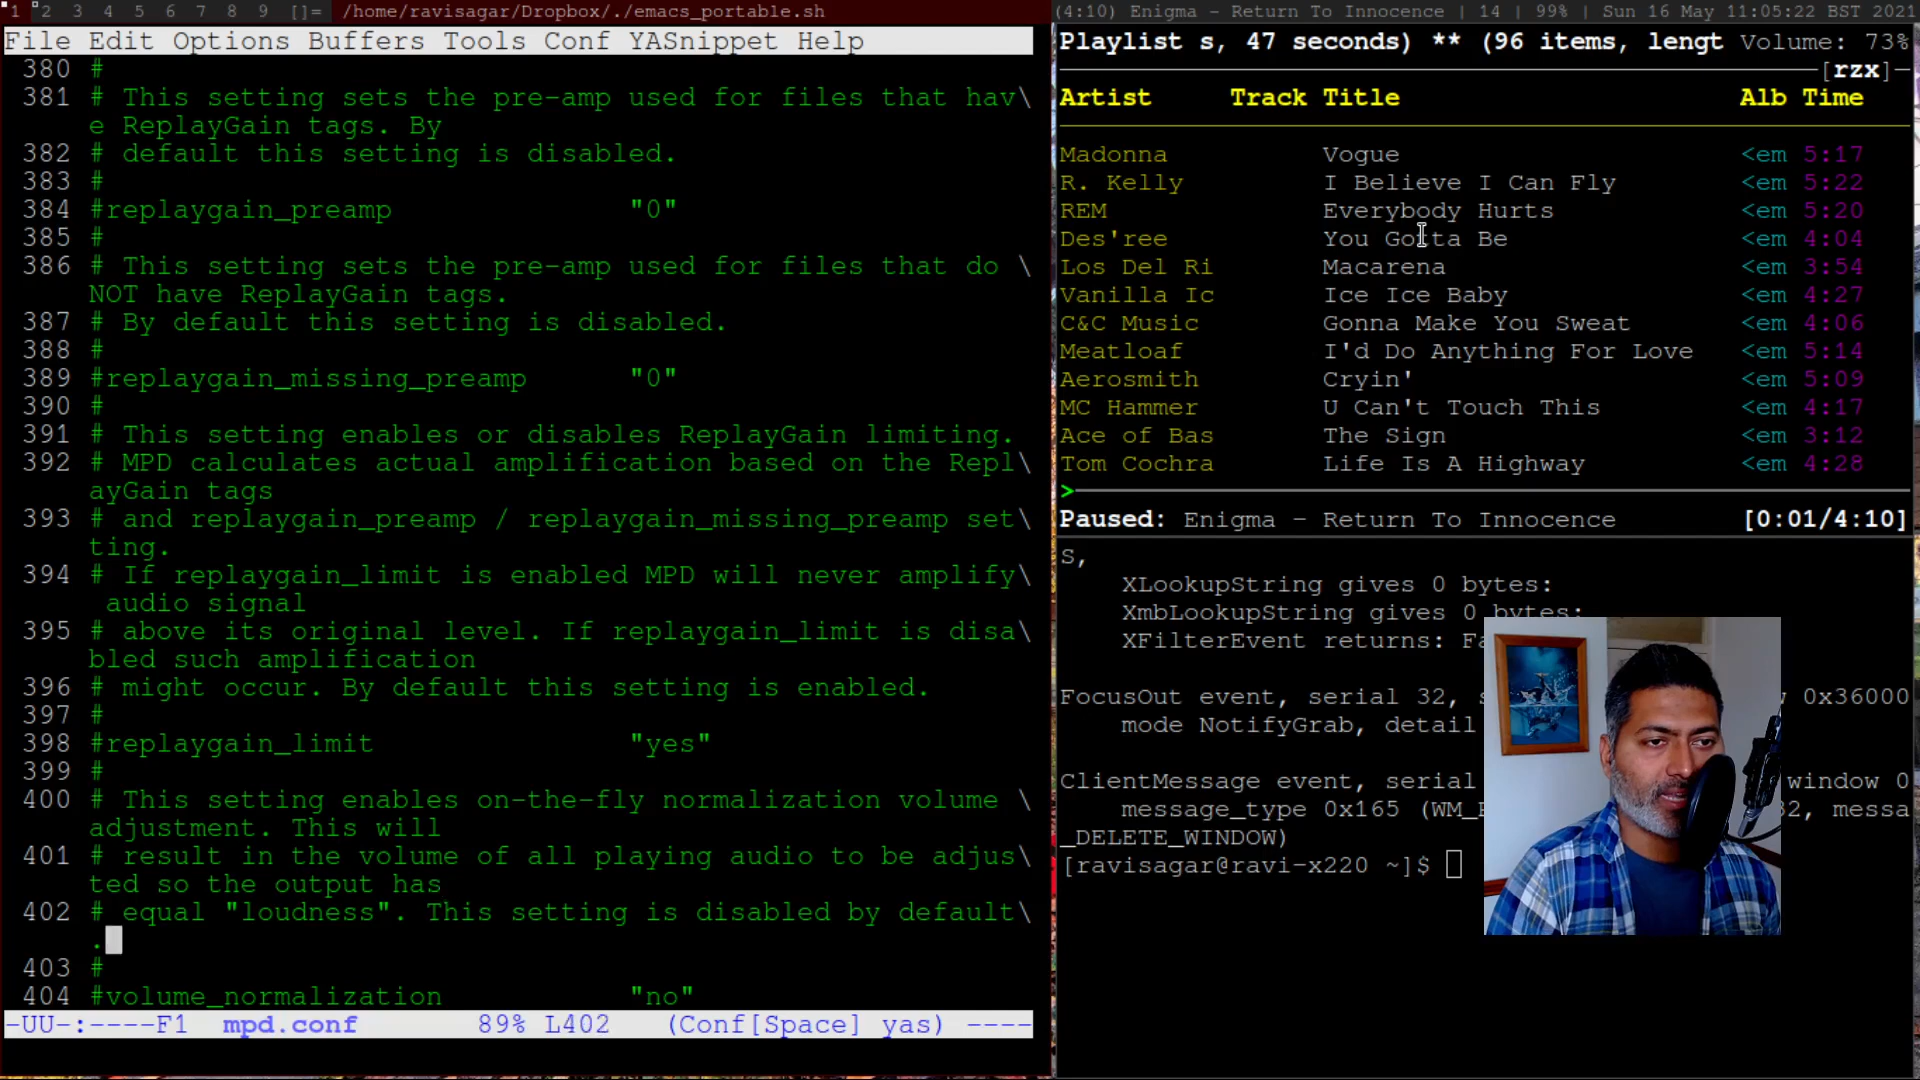 1 2 3 4 5 6 7 8 9 []= /home/ravisagar/Dropbox/./emacs_portable.sh
(4:10) Enigma - Return To Innocence | 14 | 99% | Sun 16 May 11:05:22 BST 2021
File Edit Options Buffers Tools Conf YASnippet Help
380 #
381 # This setting sets the pre-amp used for files that hav\
e ReplayGain tags. By
382 # default this setting is disabled.
383 #
384 #replaygain_preamp "0"
385 #
386 # This setting sets the pre-amp used for files that do \
NOT have ReplayGain tags.
387 # By default this setting is disabled.
388 #
389 #replaygain_missing_preamp "0"
390 #
391 # This setting enables or disables ReplayGain limiting.
392 # MPD calculates actual amplification based on the Repl\
ayGain tags
393 # and replaygain_preamp / replaygain_missing_preamp set\
ting.
394 # If replaygain_limit is enabled MPD will never amplify\
audio signal
395 # above its original level. If replaygain_limit is disa\
bled such amplification
396 # might occur. By default this setting is enabled.
397 #
398 #replaygain_limit "yes"
399 #
400 # This setting enables on-the-fly normalization volume \
adjustment. This will
401 # result in the volume of all playing audio to be adjus\
ted so the output has
402 # equal "loudness". This setting is disabled by default\
.
403 #
404 #volume_normalization "no"
-UU-:----F1 mpd.conf 89% L402 (Conf[Space] yas) ----
Playlist s, 47 seconds) ** (96 items, lengt Volume: 73%
[rzx]
Artist Track Title Alb Time
Madonna Vogue <em 5:17
R. Kelly I Believe I Can Fly <em 5:22
REM Everybody Hurts <em 5:20
Des'ree You Gotta Be <em 4:04
Los Del Ri Macarena <em 3:54
Vanilla Ic Ice Ice Baby <em 4:27
C&C Music Gonna Make You Sweat <em 4:06
Meatloaf I'd Do Anything For Love <em 5:14
Aerosmith Cryin' <em 5:09
MC Hammer U Can't Touch This <em 4:17
Ace of Bas The Sign <em 3:12
Tom Cochra Life Is A Highway <em 4:28
>
Paused: Enigma - Return To Innocence [0:01/4:10]
S,
XLookupString gives 0 bytes:
XmbLookupString gives 0 bytes:
XFilterEvent returns: Fa
FocusOut event, serial 32, s 0x36000
mode NotifyGrab, detail
ClientMessage event, serial window 0
message_type 0x165 (WM_ 32, messa
_DELETE_WINDOW)
[ravisagar@ravi-x220 ~]$